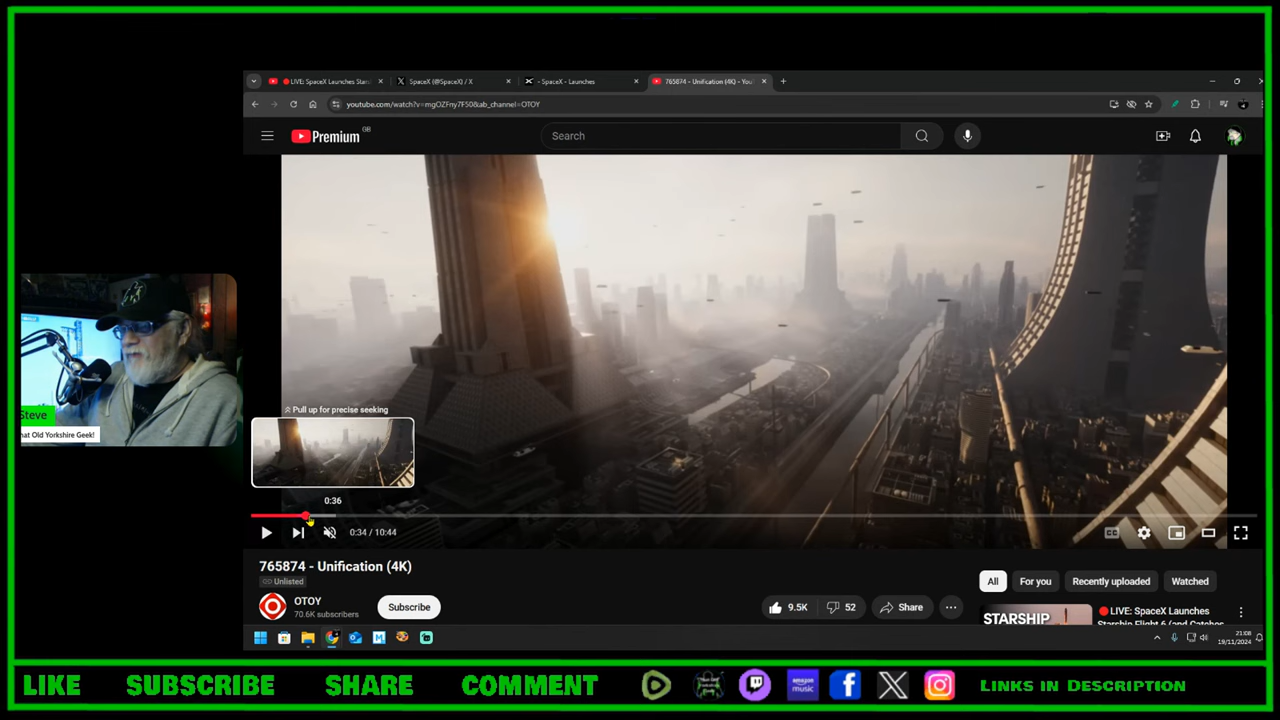 LIVE: SpaceX Launches Stars
SpaceX (@SpaceX) / X
- SpaceX - Launches
765874 - Unification (4K) - You
youtube.com/watch?v=mgOZFny7F50&ab_channel=OTOY
Premium GB
Search
Pull up for precise seeking
Steve
hat Old Yorkshire Geek!
0:36
0:34 / 10:44
CC
765874 - Unification (4K)
Unlisted
All
For you
Recently uploaded
Watched
OTOY
70.6K subscribers
Subscribe
9.5K
52
Share
STARSHIP
LIVE: SpaceX Launches
Starship Flight 6 (and Catches
21:08
19/11/2024
LIKE SUBSCRIBE SHARE COMMENT
amazon music
Links in Description